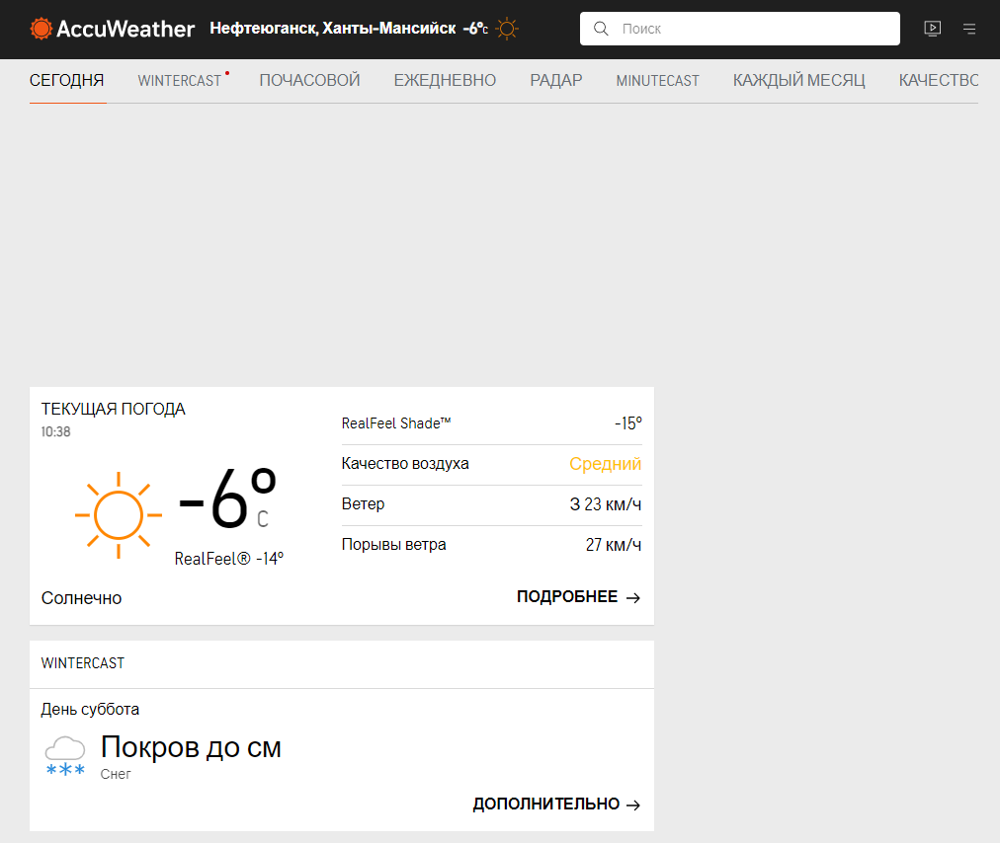 AccuWeather Нефтеюганск, Ханты-Мансийск -6°C Поиск
СЕГОДНЯ WINTERCAST ПОЧАСОВОЙ ЕЖЕДНЕВНО РАДАР MINUTECAST КАЖДЫЙ МЕСЯЦ КАЧЕСТВО
ТЕКУЩАЯ ПОГОДА
10:38
-6°C
RealFeel® -14°
Солнечно
RealFeel Shade™ -15°
Качество воздуха Средний
Ветер З 23 км/ч
Порывы ветра 27 км/ч
ПОДРОБНЕЕ →
WINTERCAST
День суббота
Покров до см
Снег
ДОПОЛНИТЕЛЬНО →